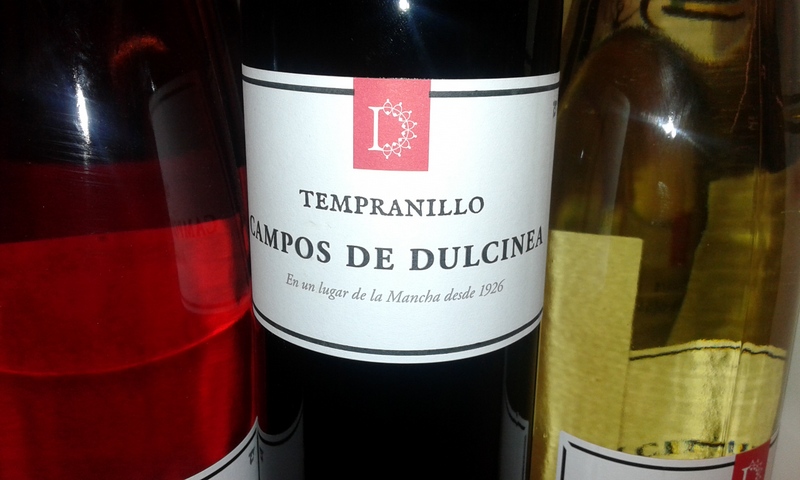 D
TEMPRANILLO
CAMPOS DE DULCINEA
En un lugar de la Mancha desde 1926